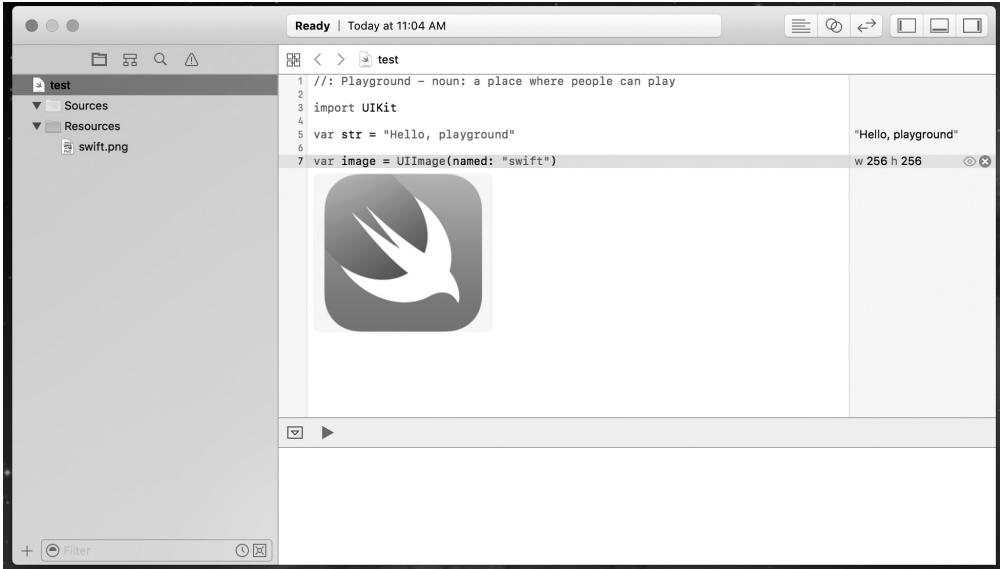 Ready | Today at 11:04 AM
test
test
Sources
Resources
swift.png
1 //: Playground – noun: a place where people can play
2
3 import UIKit
4
5 var str = "Hello, playground"
6
7 var image = UIImage(named: "swift")
"Hello, playground"
w 256 h 256
Filter